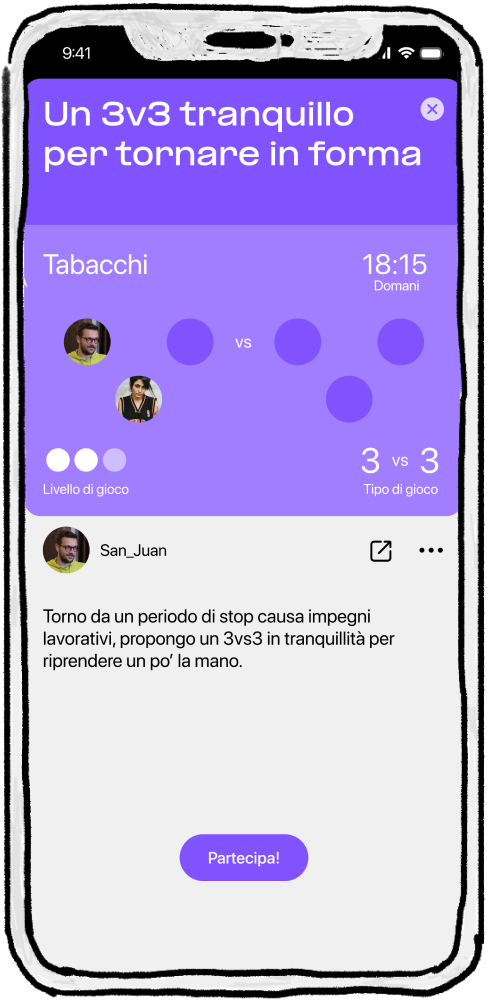 9:41
Un 3v3 tranquillo
per tornare in forma
Tabacchi
18:15
Domani
vs
3 vs 3
Livello di gioco
Tipo di gioco
San_Juan
Torno da un periodo di stop causa impegni
lavorativi, propongo un 3vs3 in tranquillità per
riprendere un po’ la mano.
Partecipa!